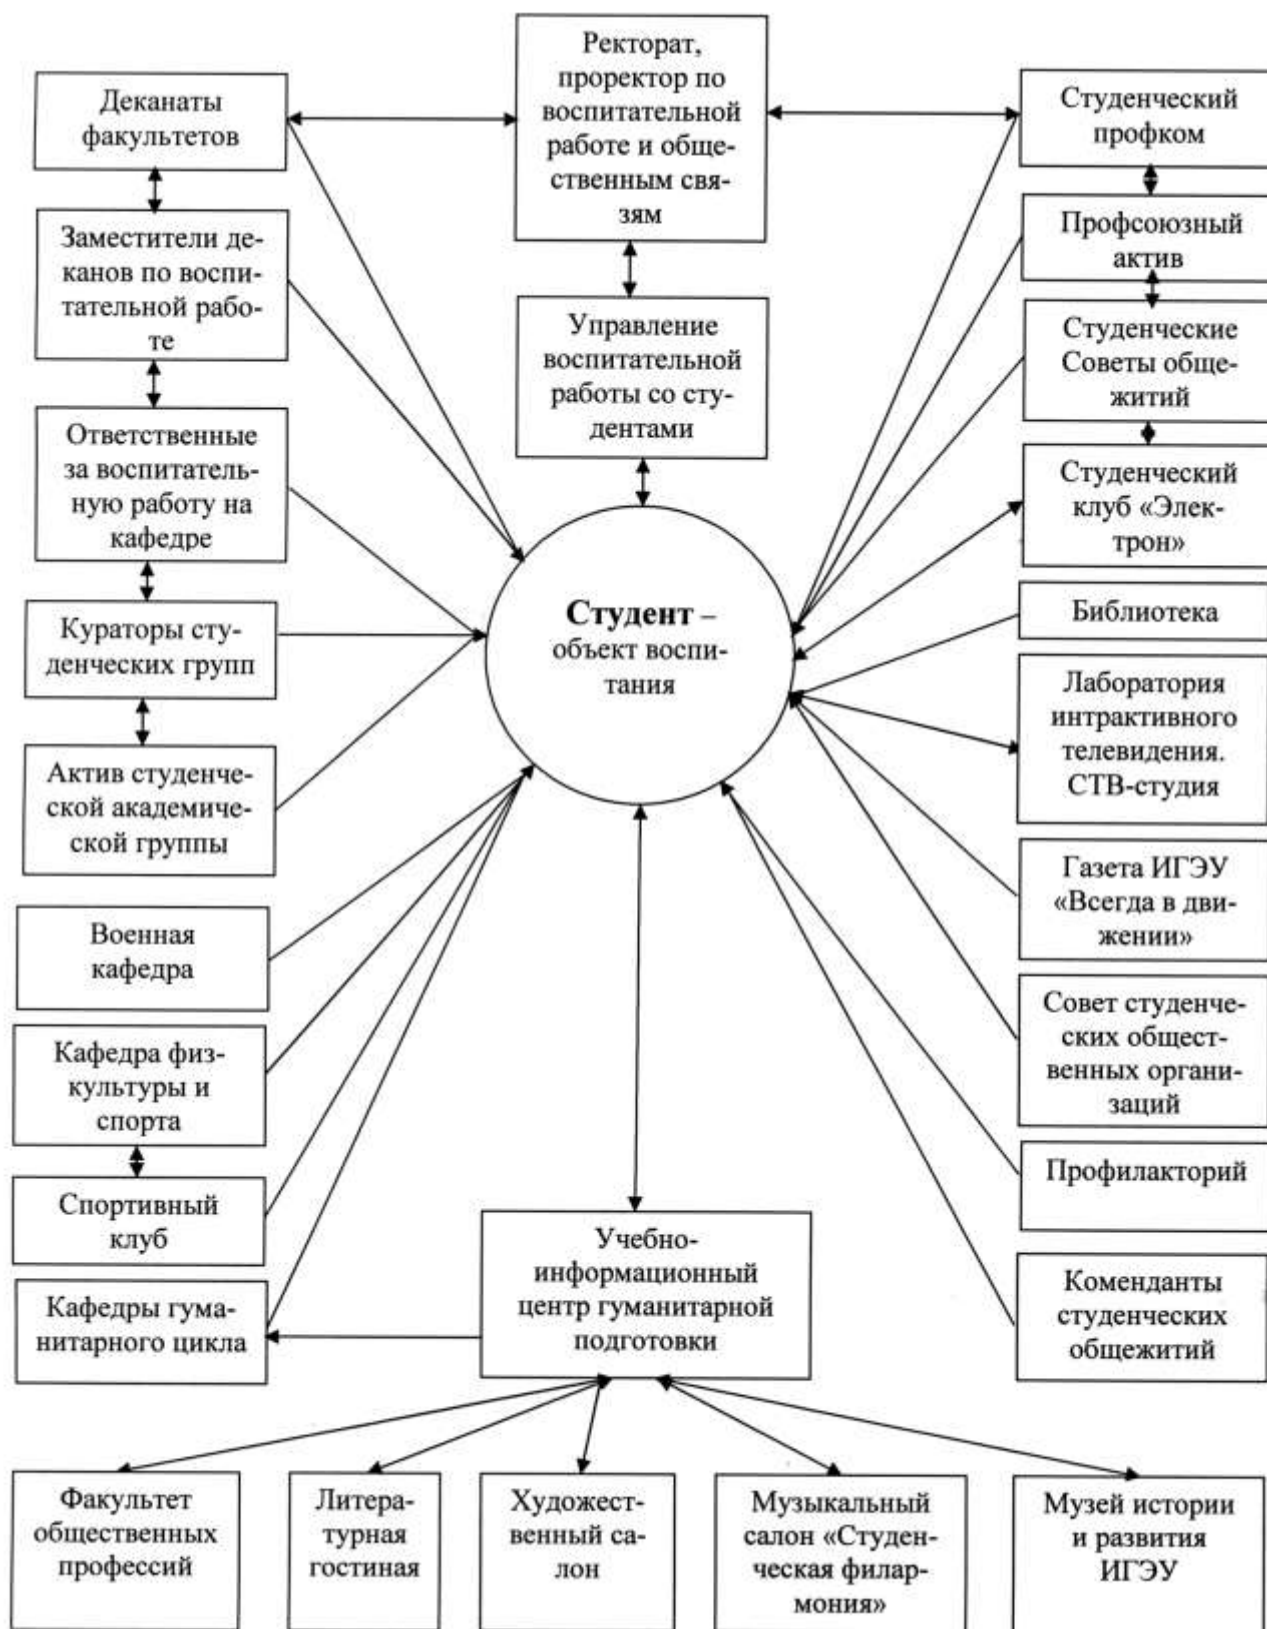 Ректорат,
проректор по
воспитательной
работе и обще-
ственным свя-
зям
Деканаты
факультетов
Студенческий
профком
Заместители де-
канов по воспи-
тательной рабо-
те
Управление
воспитательной
работы со сту-
дентами
Профсоюзный
актив
Студенческие
Советы обще-
житий
Ответственные
за воспитатель-
ную работу на
кафедре
Студенческий
клуб «Элек-
трон»
Кураторы сту-
денческих групп
Студент –
объект воспи-
тания
Библиотека
Лаборатория
интрактивного
телевидения.
СТВ-студия
Актив студенче-
ской академиче-
ской группы
Газета ИГЭУ
«Всегда в дви-
жении»
Военная
кафедра
Совет студенче-
ских общест-
венных органи-
заций
Кафедра физ-
культуры и
спорта
Профилакторий
Спортивный
клуб
Учебно-
информационный
центр гуманитарной
подготовки
Кафедры гума-
нитарного цикла
Коменданты
студенческих
общежитий
Факультет
общественных
профессий
Литера-
турная
гостиная
Художест-
венный са-
лон
Музыкальный
салон «Студен-
ческая филар-
мония»
Музей истории
и развития
ИГЭУ